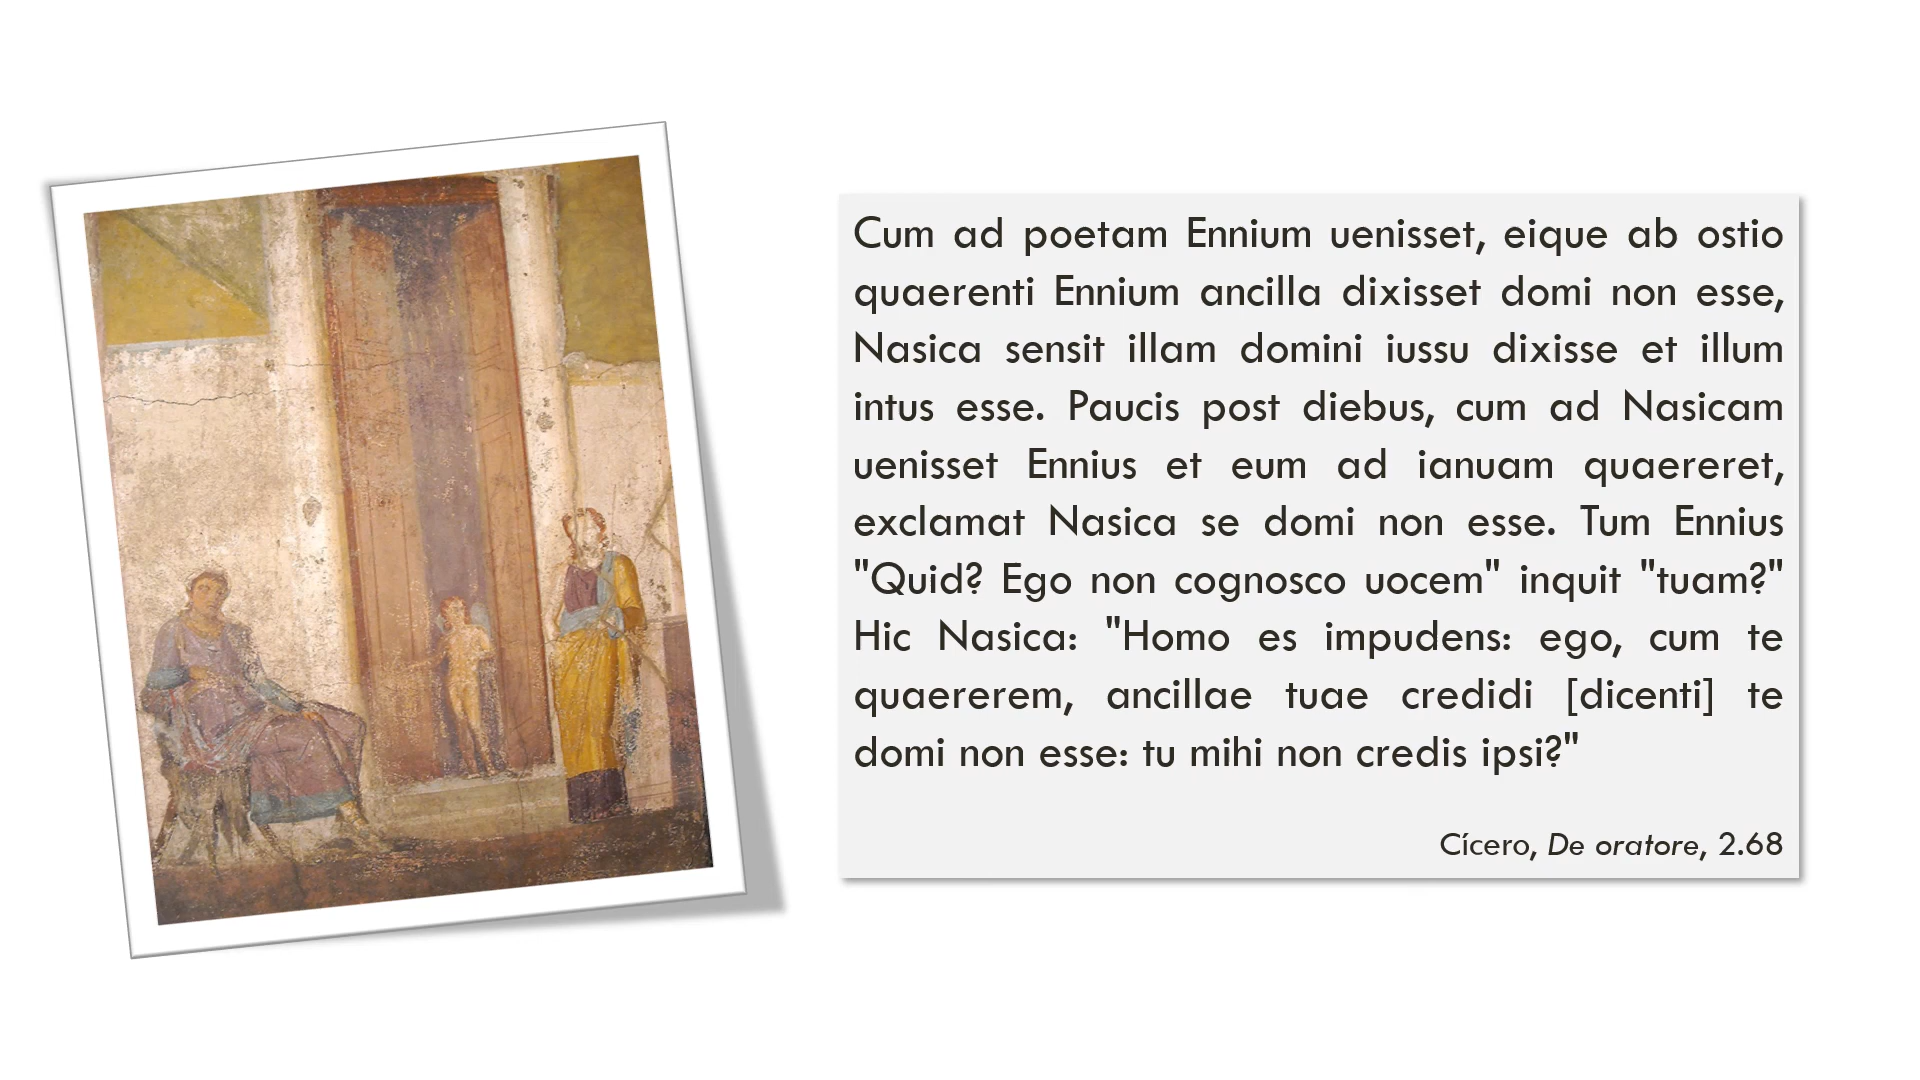 Cum ad poetam Ennium uenisset, eique ab ostio
quaerenti Ennium ancilla dixisset domi non esse,
Nasica sensit illam domini iussu dixisse et illum
intus esse. Paucis post diebus, cum ad Nasicam
uenisset Ennius et eum ad ianuam quaereret,
exclamat Nasica se domi non esse. Tum Ennius
"Quid? Ego non cognosco uocem" inquit "tuam?"
Hic Nasica: "Homo es impudens: ego, cum te
quaererem, ancillae tuae credidi [dicenti] te
domi non esse: tu mihi non credis ipsi?"
Cícero, De oratore, 2.68